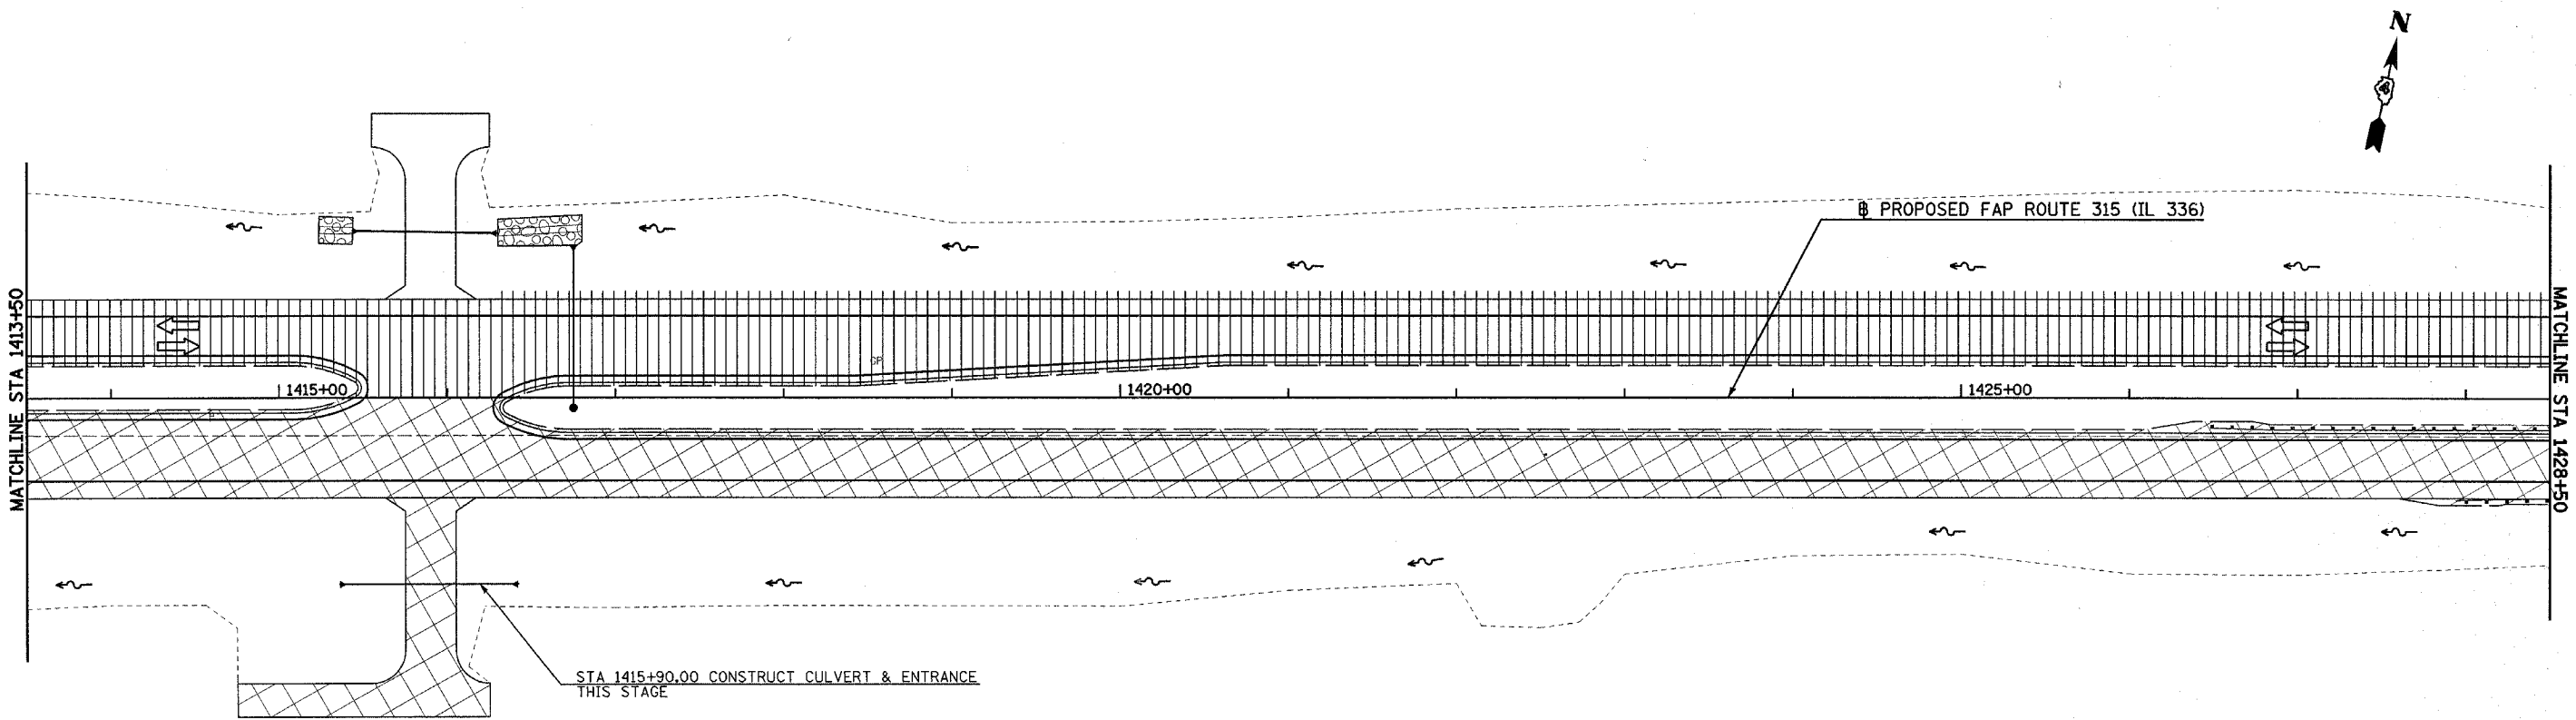 N
₿ PROPOSED FAP ROUTE 315 (IL 336)
MATCHLINE STA 1413+50
MATCHLINE STA 1428+50
GP
1415+00
1420+00
1425+00
STA 1415+90.00 CONSTRUCT CULVERT & ENTRANCE
THIS STAGE